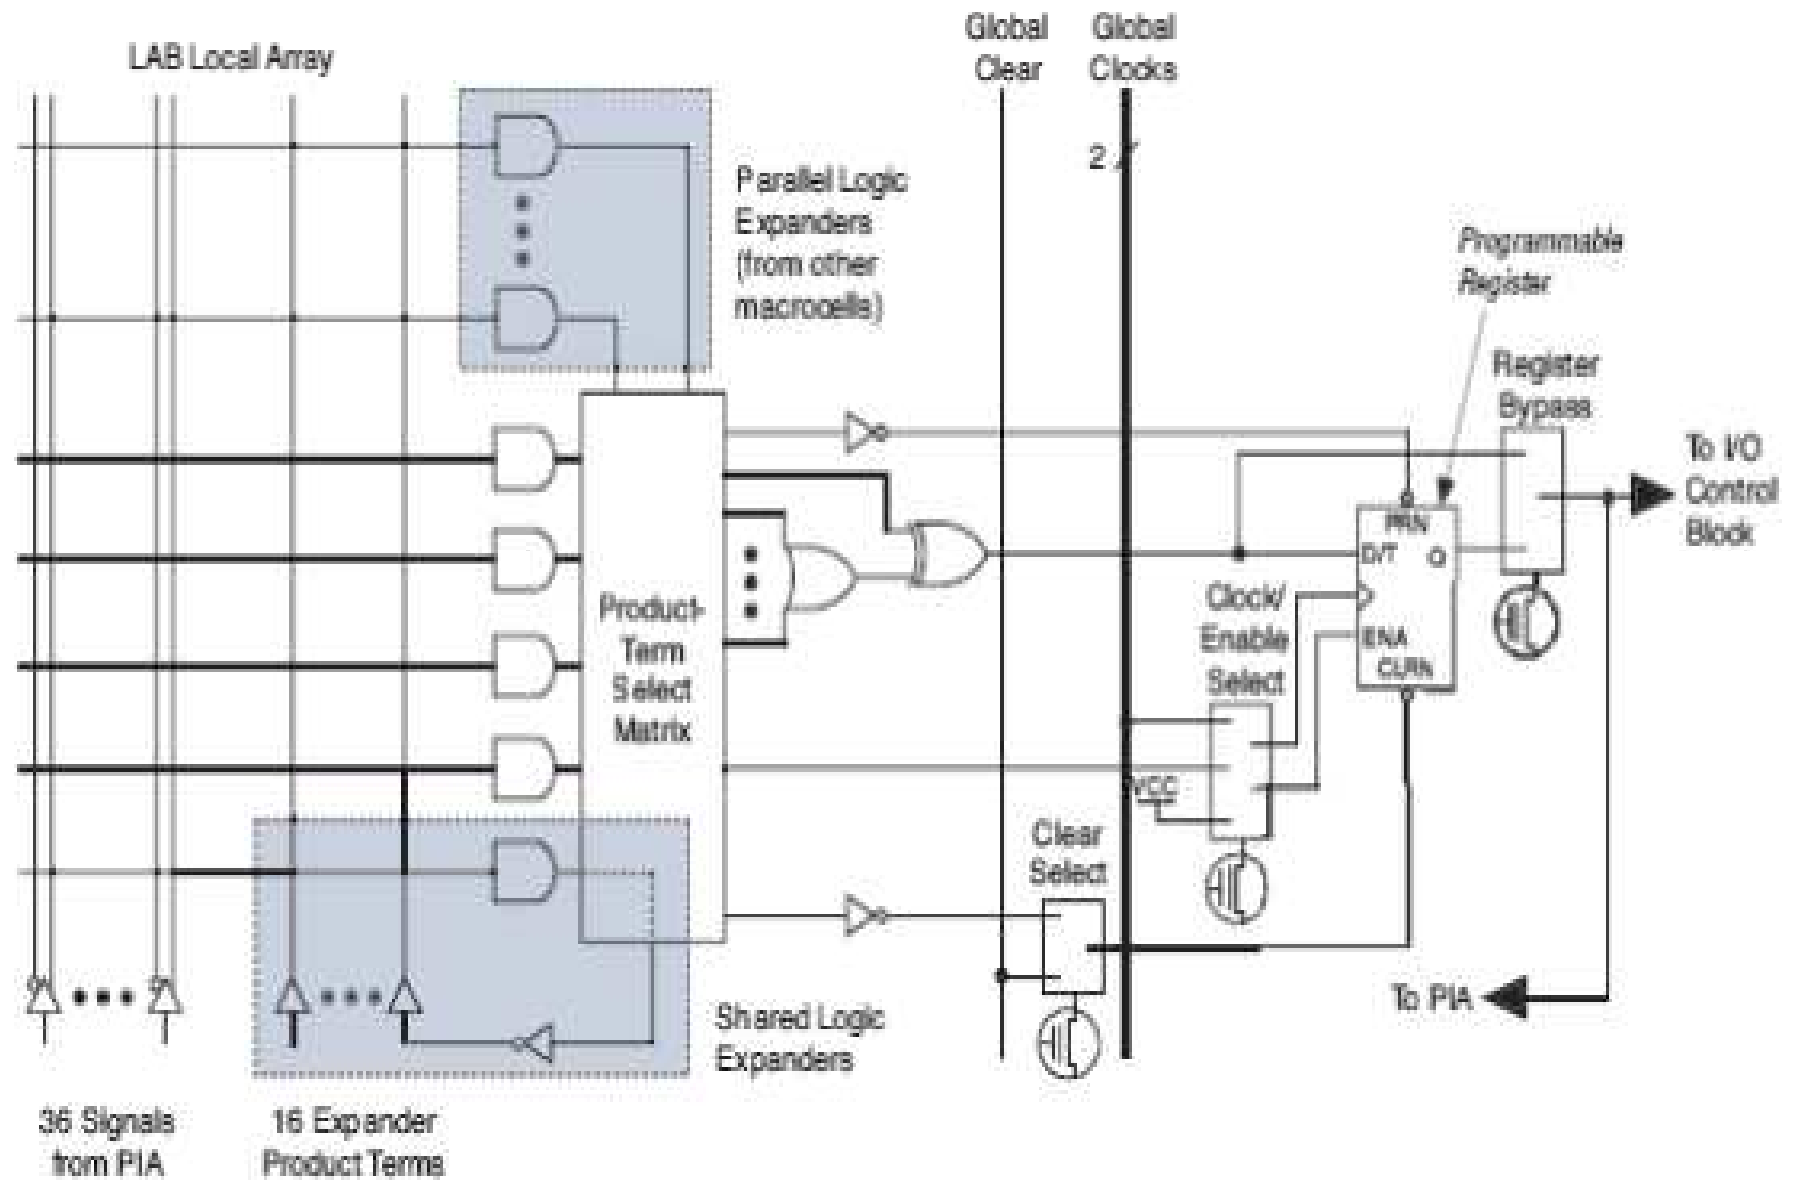 LAB Local Array
Global
Clear
Global
Clocks
2
Parallel Logic
Expanders
(from other
macrocells)
Programmable
Register
Register
Bypass
To I/O
Control
Block
PRN
D/T
Q
ENA
CLRN
Clock/
Enable
Select
Product-
Term
Select
Matrix
VCC
Clear
Select
To PIA
Shared Logic
Expanders
36 Signals
from PIA
16 Expander
Product Terms